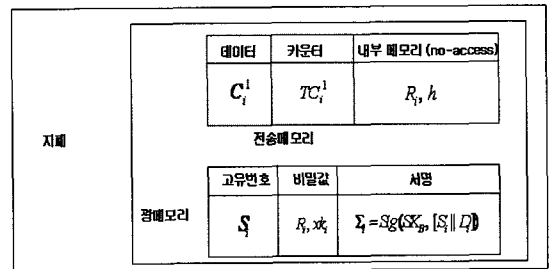 데이터 카운터 내부 메모리 (no-access)
C_i^1 TC_i^1 R_i, h
지폐
전송메모리
고유번호 비밀값 서명
광메모리
S_i R_i, xk_i Σ_i = Sig(SK_B, [S_i || D_i])